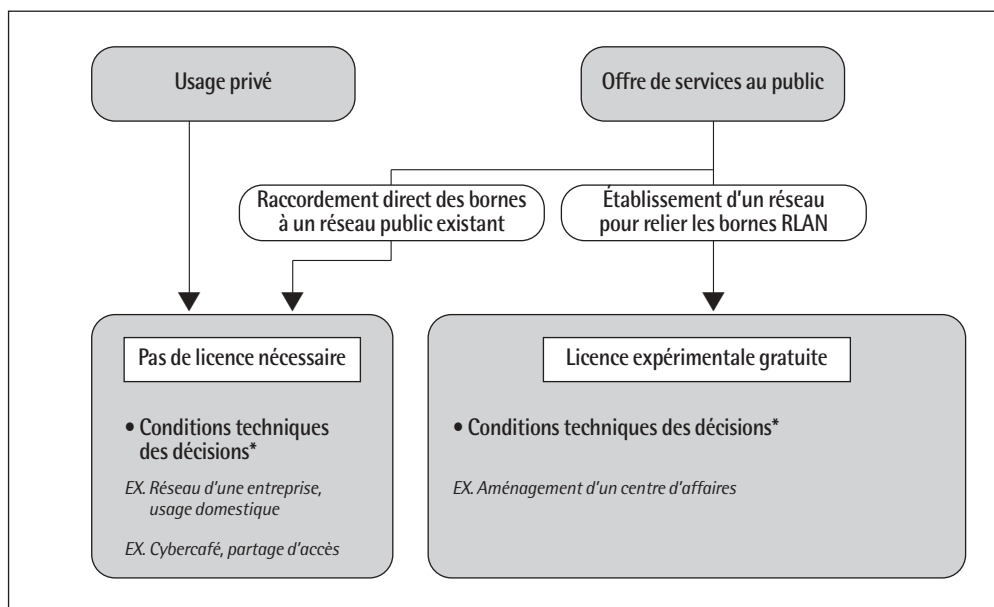 Usage privé
Offre de services au public
Raccordement direct des bornes
à un réseau public existant
Établissement d'un réseau
pour relier les bornes RLAN
Pas de licence nécessaire
• Conditions techniques
des décisions*
EX. Réseau d'une entreprise,
usage domestique
EX. Cybercafé, partage d'accès
Licence expérimentale gratuite
• Conditions techniques des décisions*
EX. Aménagement d'un centre d'affaires